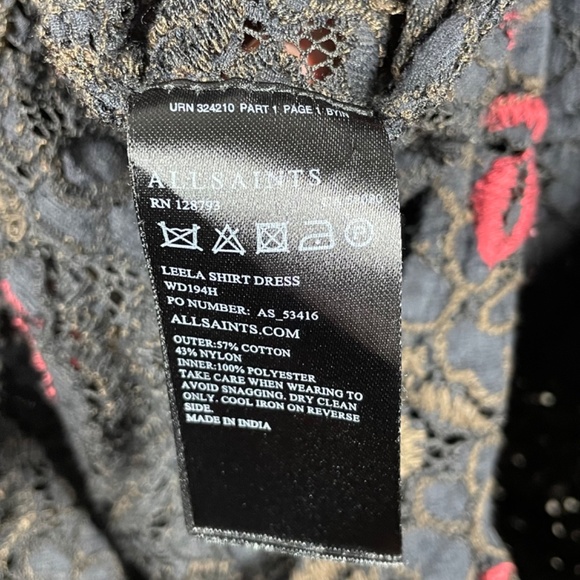 URN 324210 PART 1 PAGE 1
ALLSAINTS
RN 128793
P
LEELA SHIRT DRESS
WD194H
PO NUMBER: AS_53416
ALLSAINTS.COM
OUTER:57% COTTON
43% NYLON
INNER:100% POLYESTER
TAKE CARE WHEN WEARING TO
AVOID SNAGGING. DRY CLEAN
ONLY. COOL IRON ON REVERSE
SIDE.
MADE IN INDIA